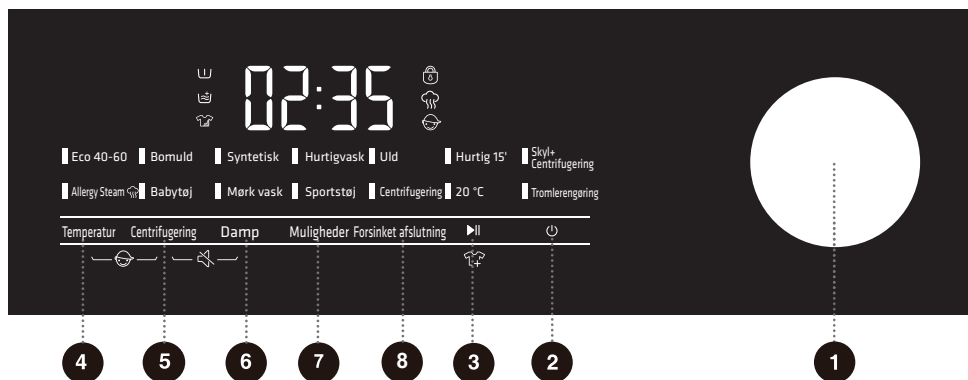 02:35
Eco 40-60 Bomuld Syntetisk Hurtigvask Uld Hurtig 15' Skyl+
Centrifugering
Allergy Steam Babytøj Mørk vask Sportstøj Centrifugering 20 °C Tromlerengøring
Temperatur Centrifugering Damp Muligheder Forsinket afslutning
4 5 6 7 8 3 2 1